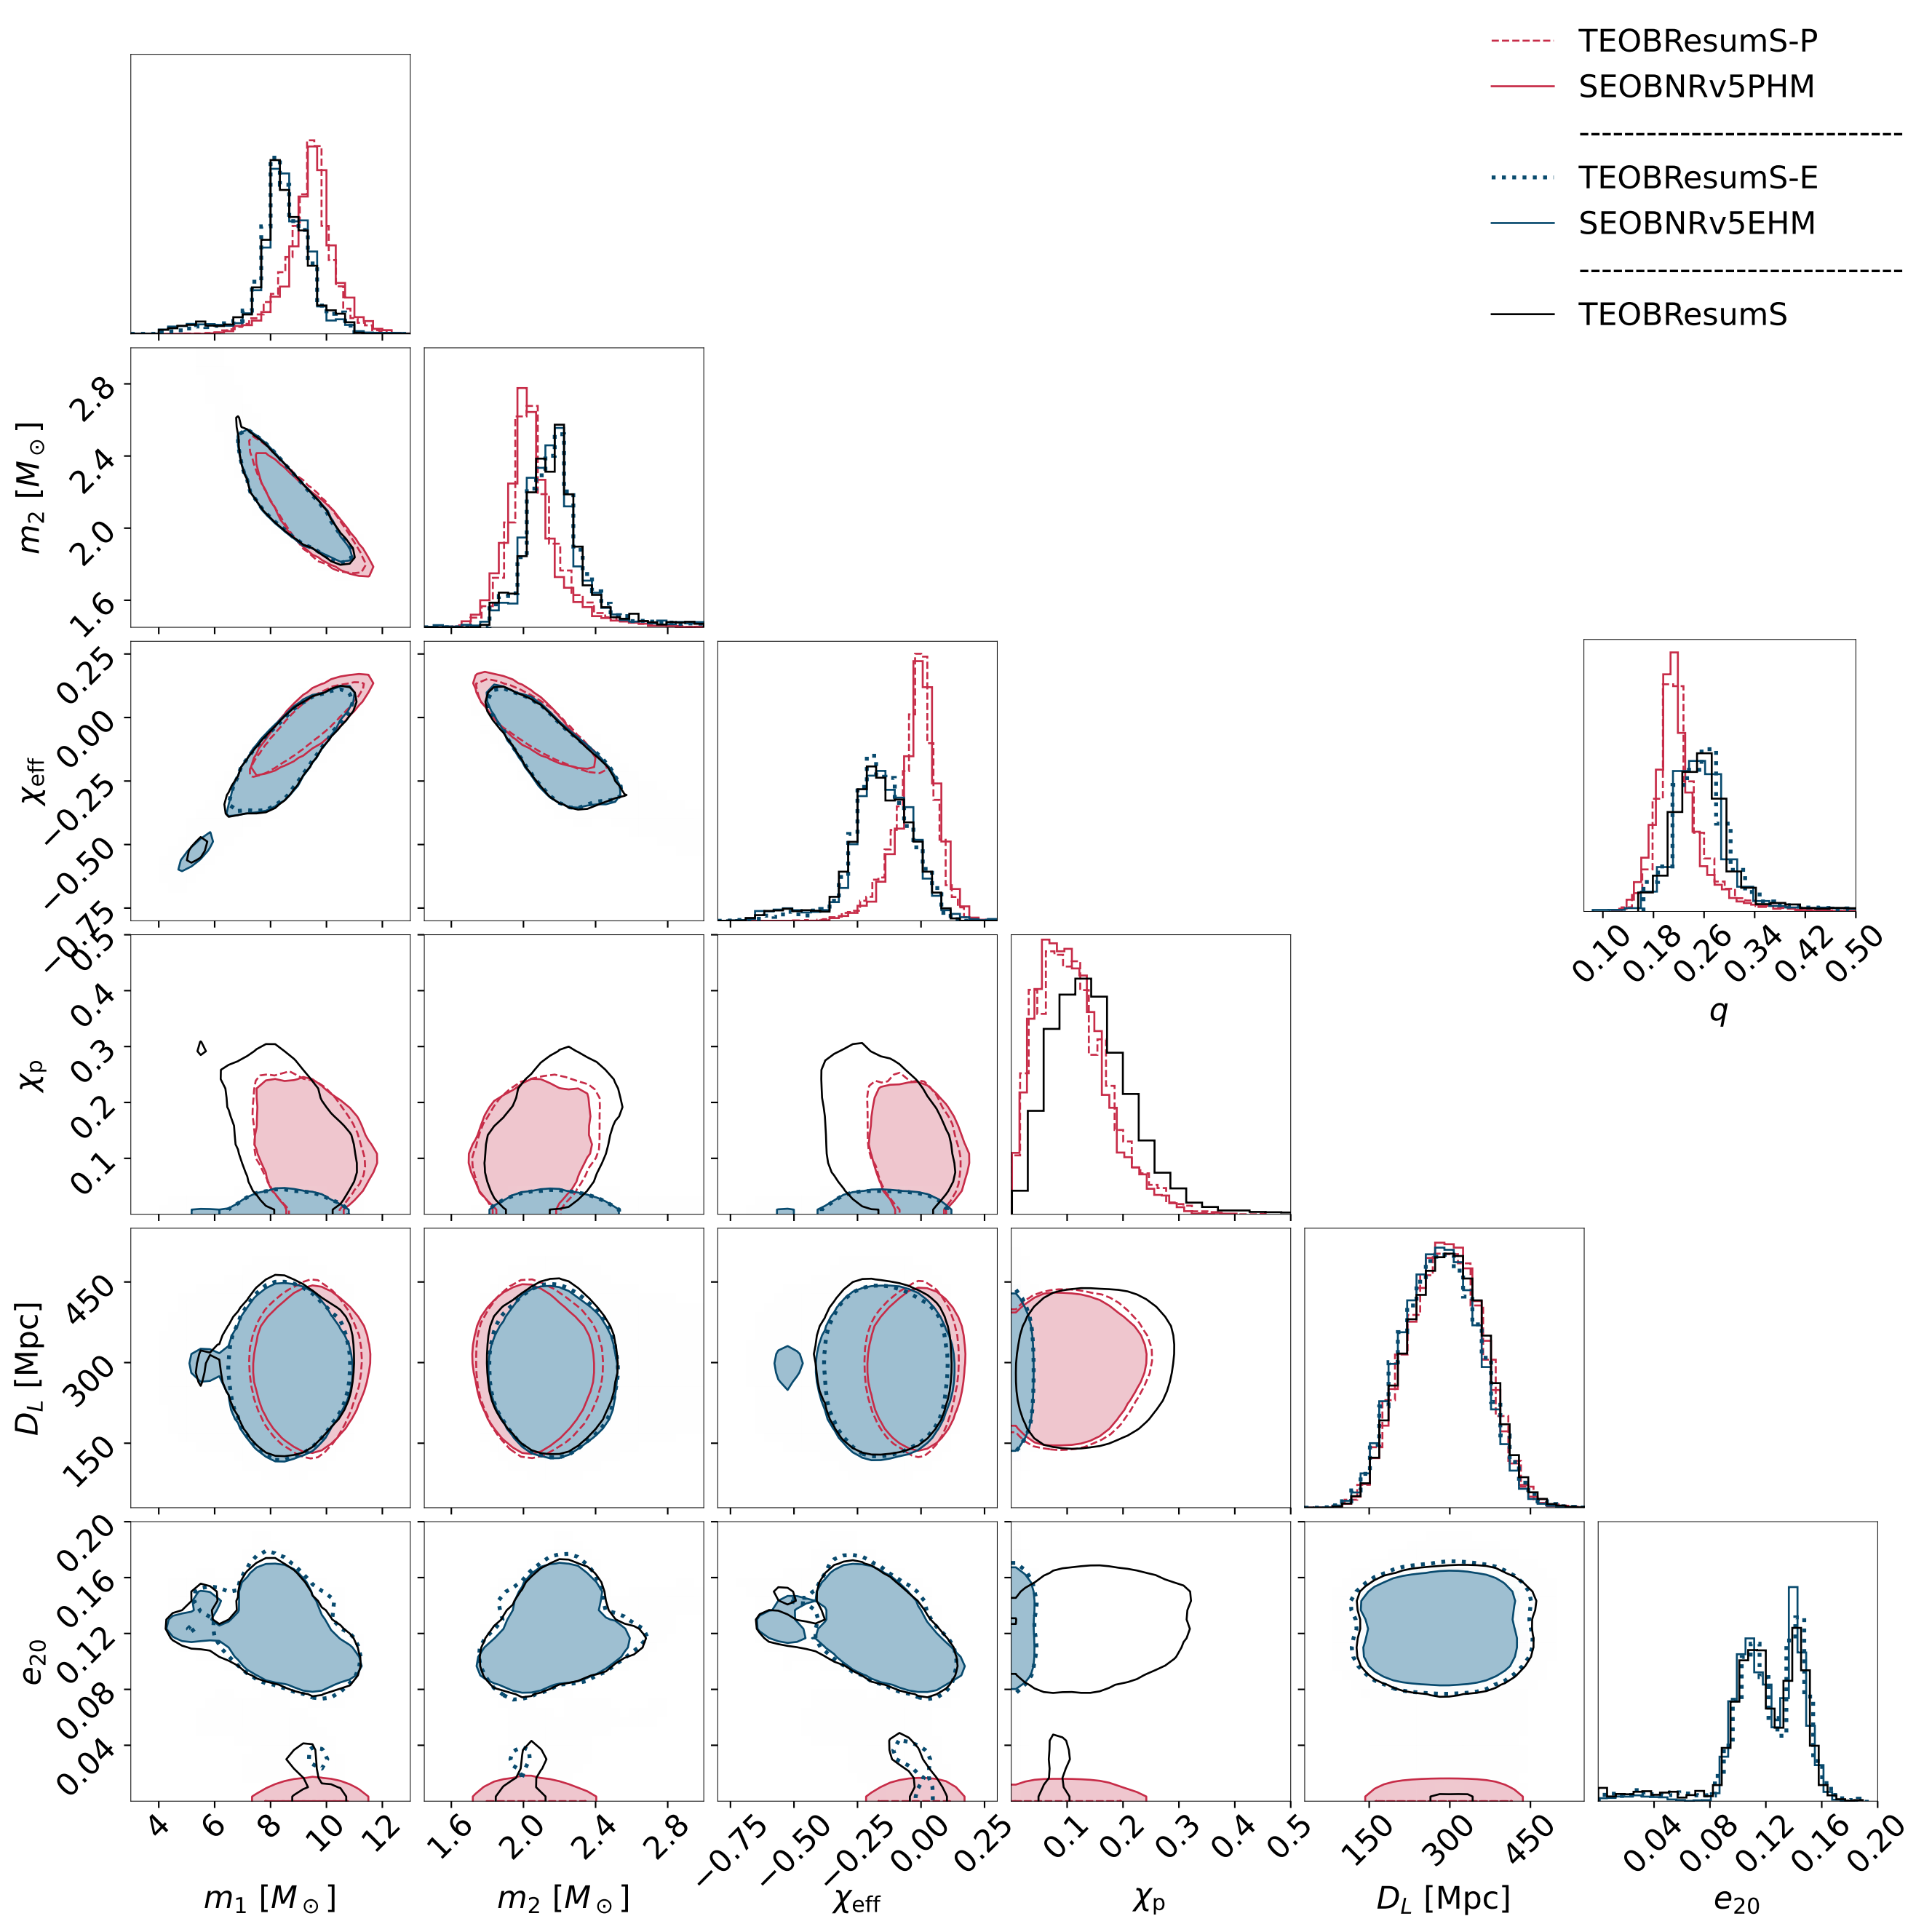 TEOBResumS-P
SEOBNRv5PHM
------------------------------
TEOBResumS-E
SEOBNRv5EHM
------------------------------
TEOBResumS
2.8
2.4
2.0
1.6
m₂ [M⊙]
0.25
0.00
−0.25
−0.50
−0.75
χeff
0.10 0.18 0.26 0.34 0.42 0.50
q
0.5
0.4
0.3
0.2
0.1
χp
450
300
150
D_L [Mpc]
0.20
0.16
0.12
0.08
0.04
e₂₀
4 6 8 10 12 1.6 2.0 2.4 2.8 −0.75 −0.50 −0.25 0.00 0.25 0.1 0.2 0.3 0.4 0.5 150 300 450 0.04 0.08 0.12 0.16 0.20
m₁ [M⊙] m₂ [M⊙] χeff χp D_L [Mpc] e₂₀